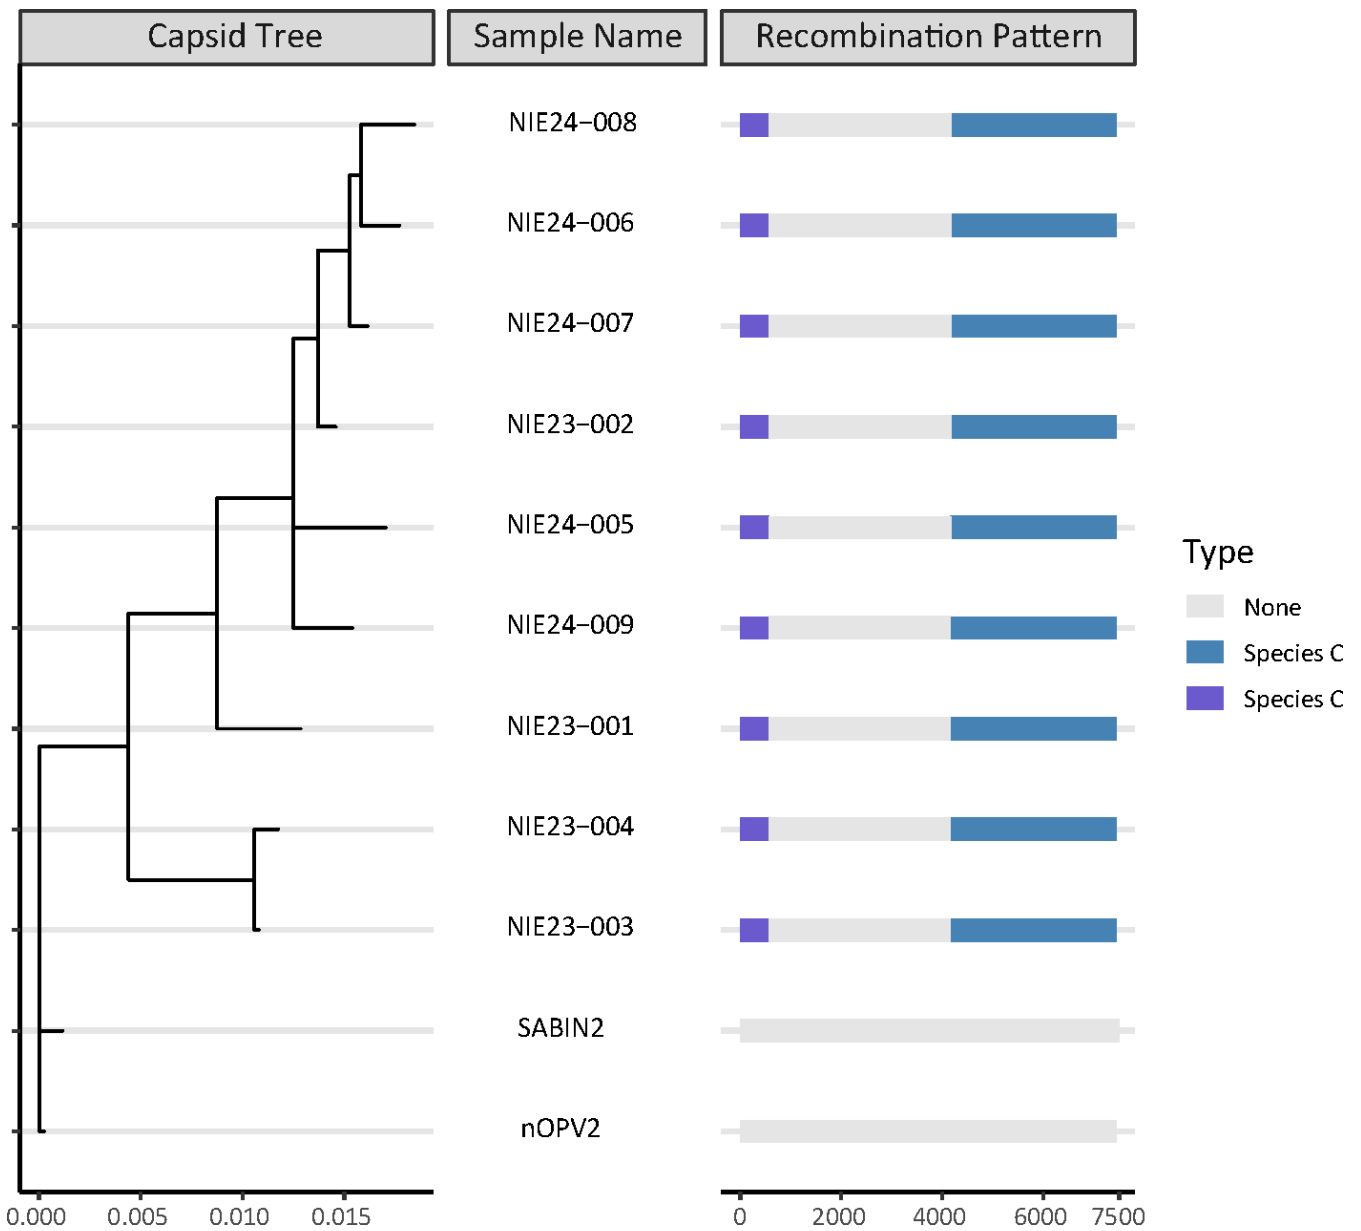 Capsid Tree
Sample Name
Recombination Pattern
NIE24−008
NIE24−006
NIE24−007
NIE23−002
NIE24−005
NIE24−009
NIE23−001
NIE23−004
NIE23−003
SABIN2
nOPV2
Type
None
Species C
Species C
0.000 0.005 0.010 0.015
0 2000 4000 6000 7500